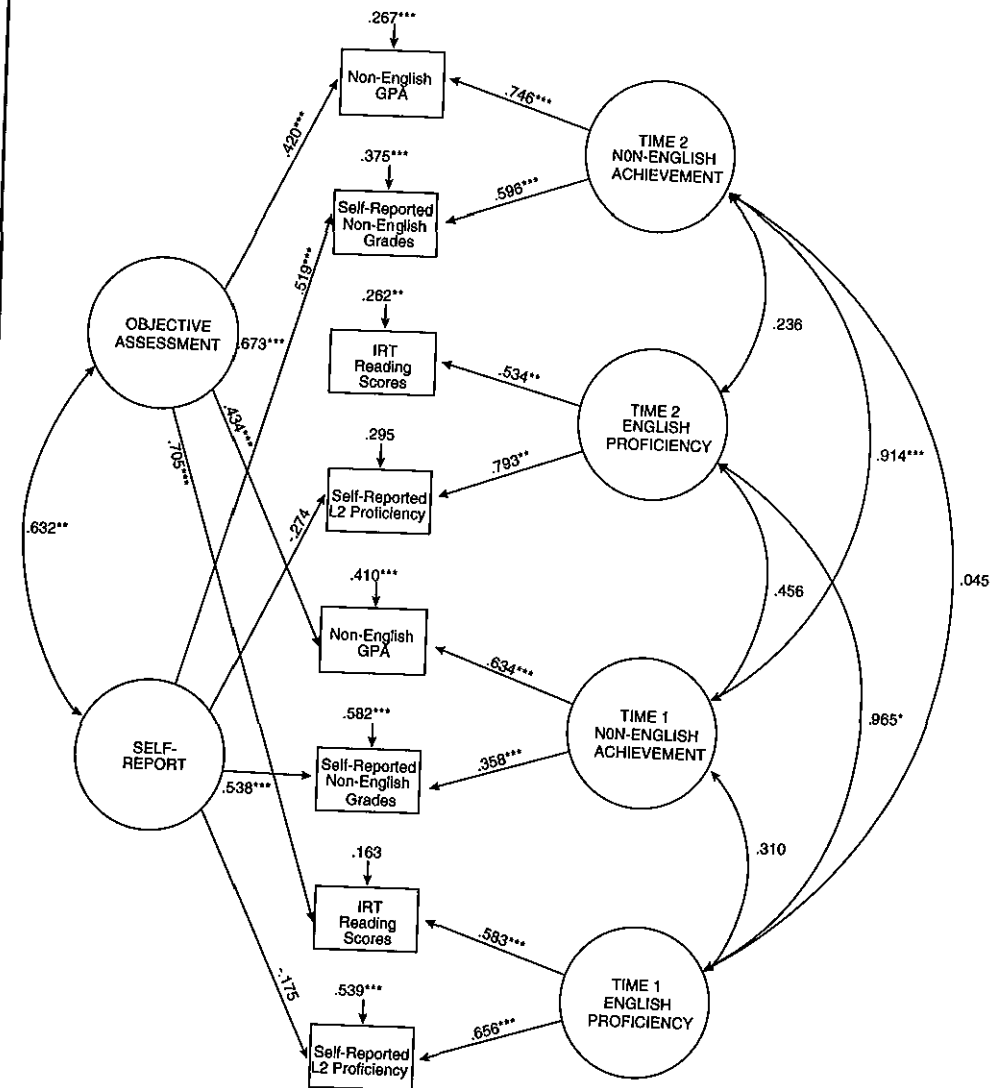 .267***
Non-English
GPA
.420***
.746***
TIME 2
NON-ENGLISH
ACHIEVEMENT
.375***
Self-Reported
Non-English
Grades
.519***
.596***
OBJECTIVE
ASSESSMENT
.673***
.262**
IRT
Reading
Scores
.534**
.236
TIME 2
ENGLISH
PROFICIENCY
.434***
.705***
.295
Self-Reported
L2 Proficiency
.793**
-.274
.914***
.632**
.410***
Non-English
GPA
.634***
.456
.045
SELF-
REPORT
.538***
.582***
Self-Reported
Non-English
Grades
.358***
TIME 1
NON-ENGLISH
ACHIEVEMENT
.965*
.163
IRT
Reading
Scores
.583***
.310
-.175
.539***
Self-Reported
L2 Proficiency
.656***
TIME 1
ENGLISH
PROFICIENCY